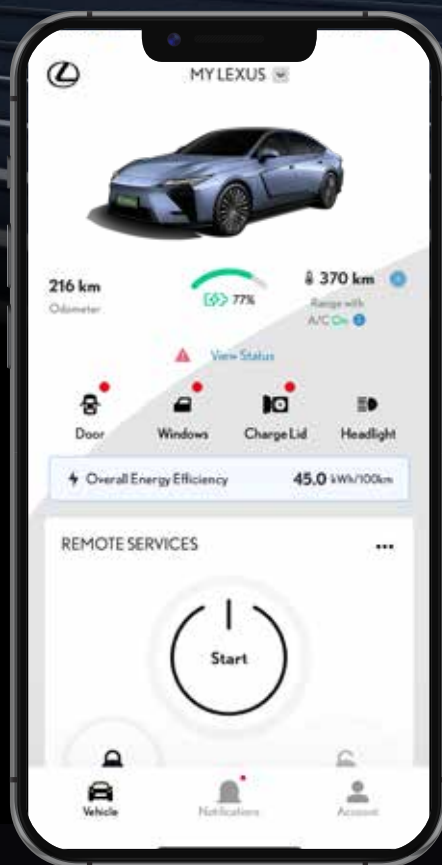 MY LEXUS
216 km
Odometer
77%
370 km
Range with
A/C On
View Status
Door
Windows
Charge Lid
Headlight
Overall Energy Efficiency 45.0 kWh/100km
REMOTE SERVICES
Start
Vehicle
Notifications
Account